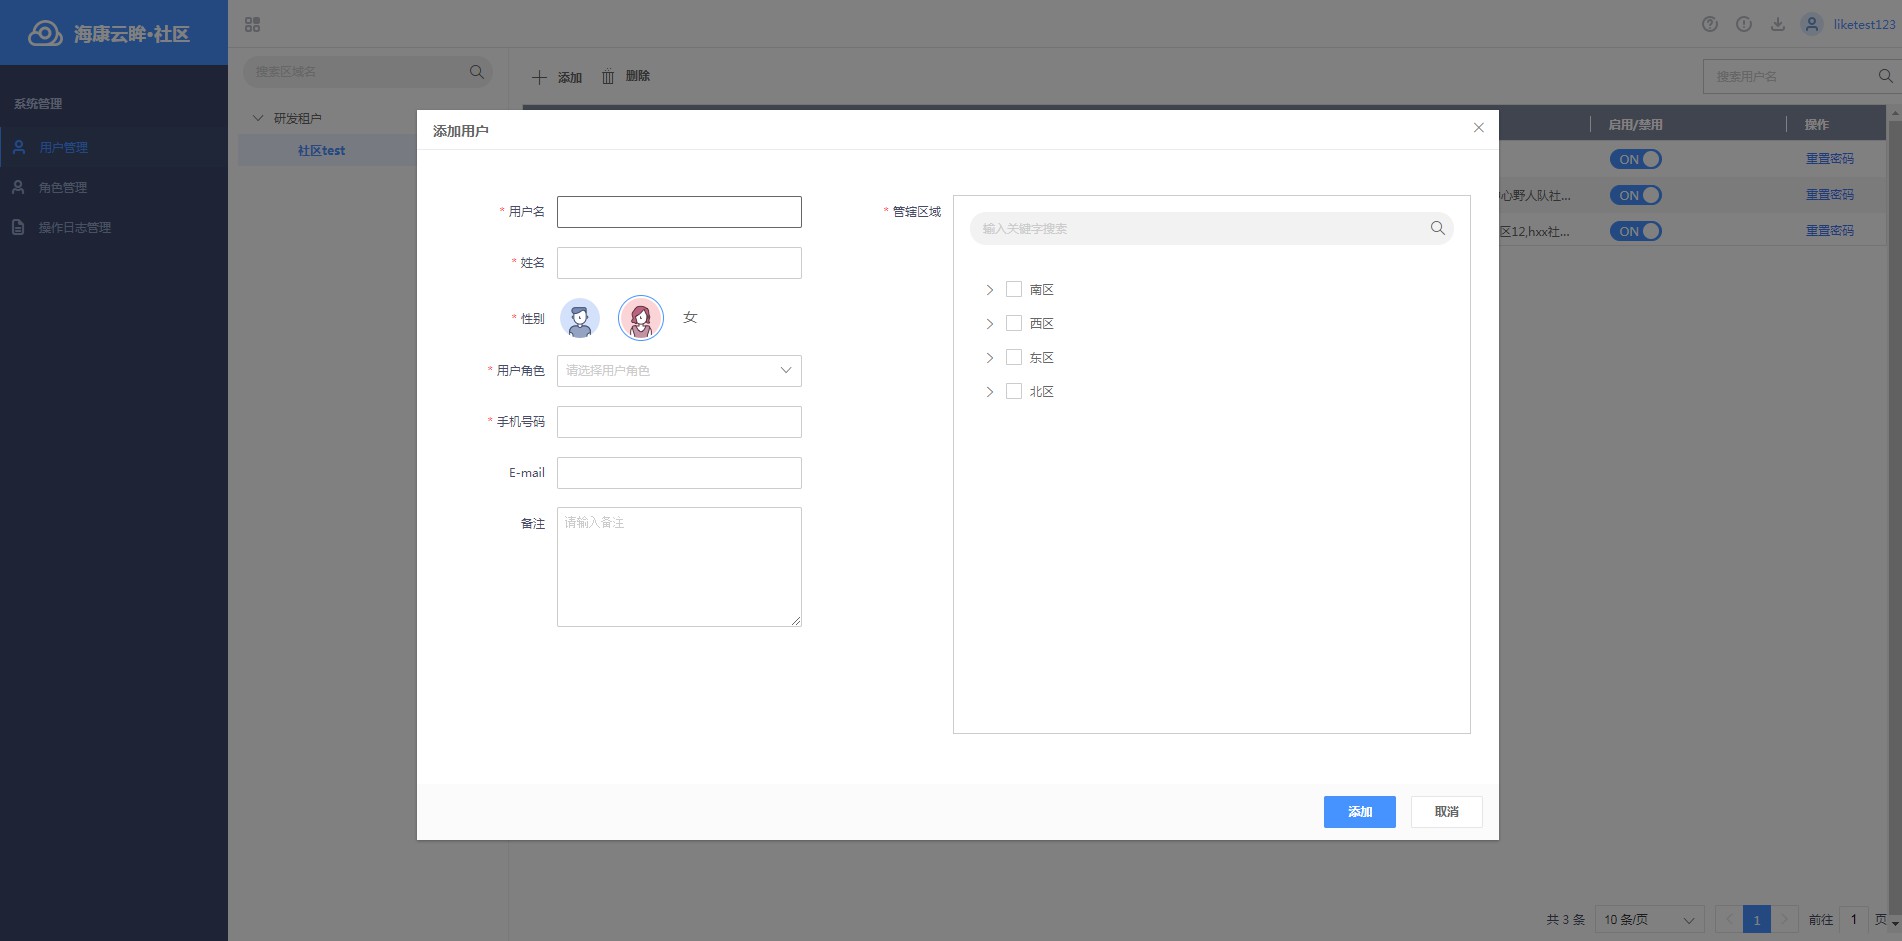 海康云眸•社区
liketest123
系统管理
用户管理
角色管理
操作日志管理
搜索区域名
研发租户
社区test
添加
删除
搜索用户名
启用/禁用
操作
ON
重置密码
心野人队社...
ON
重置密码
区12,hxx社...
ON
重置密码
添加用户
* 用户名
* 姓名
* 性别
女
* 用户角色
请选择用户角色
* 手机号码
E-mail
备注
请输入备注
* 管辖区域
输入关键字搜索
南区
西区
东区
北区
添加
取消
共 3 条
10 条/页
1
前往
1
页